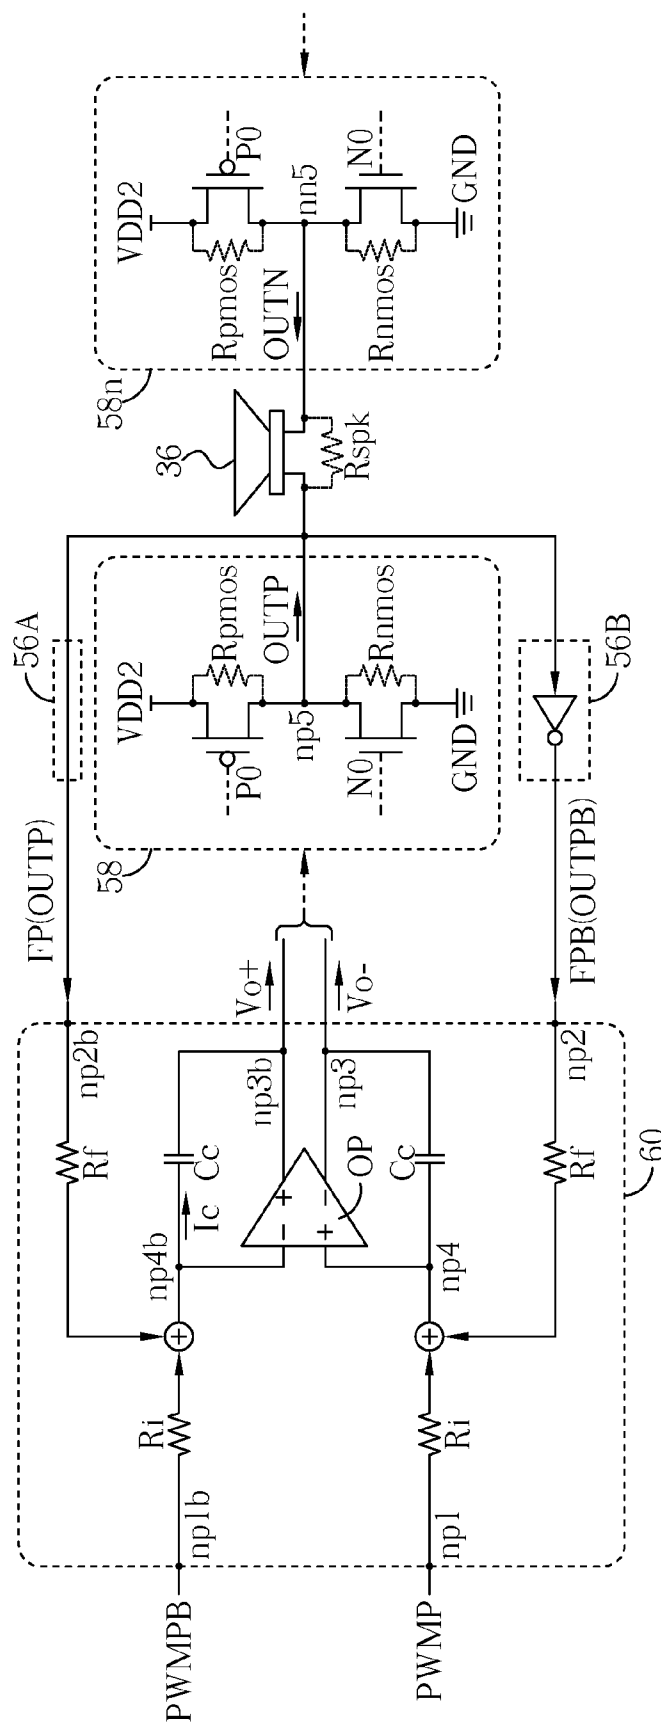 FP(OUTP)
56A
58
VDD2
VDD2
P0
Rpmos
36
58n
Rpmos
P0
np5
OUTP
OUTN
nn5
N0
Rnmos
Rspk
Rnmos
N0
GND
GND
FPB(OUTPB)
56B
np2b
Rf
Vo+
np3b
Cc
Ic
np4b
Ri
np1b
PWMPB
Vo-
np3
OP
Cc
np4
Ri
np1
PWMP
np2
Rf
60